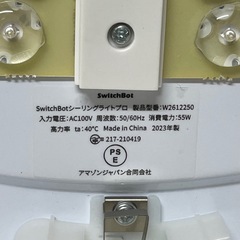 SwitchBot
SwitchBotシーリングライトプロ 製品型番:W2612250
入力電圧:AC100V 周波数:50/60Hz 消費電力:55W
高力率 ta:40℃ Made in China 2023年製
217-210419
PS
E
アマゾンジャパン合同会社